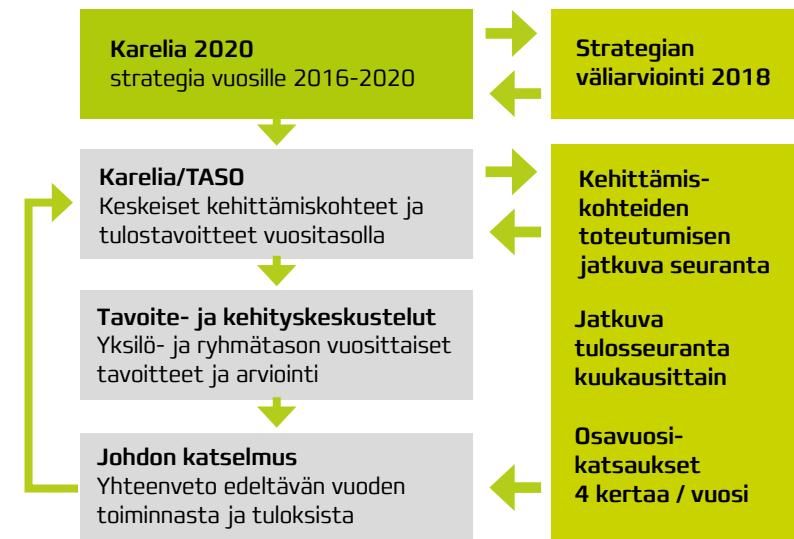 Karelia 2020
strategia vuosille 2016-2020
Strategian
väliarviointi 2018
Karelia/TASO
Keskeiset kehittämiskohteet ja
tulostavoitteet vuositasolla
Tavoite- ja kehityskeskustelut
Yksilö- ja ryhmätason vuosittaiset
tavoitteet ja arviointi
Johdon katselmus
Yhteenveto edeltävän vuoden
toiminnasta ja tuloksista
Kehittämis-
kohteiden
toteutumisen
jatkuva seuranta
Jatkuva
tulosseuranta
kuukausittain
Osavuosi-
katsaukset
4 kertaa / vuosi